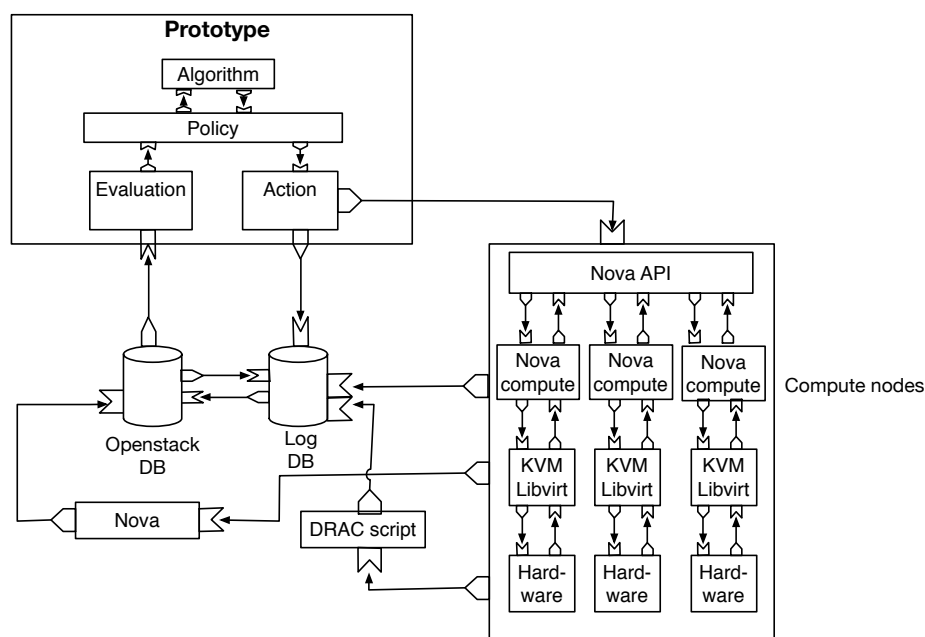 Prototype
Algorithm
Policy
Evaluation
Action
Nova API
Nova
compute
Nova
compute
Nova
compute
Compute nodes
Openstack
DB
Log
DB
KVM
Libvirt
KVM
Libvirt
KVM
Libvirt
Nova
DRAC script
Hard-
ware
Hard-
ware
Hard-
ware